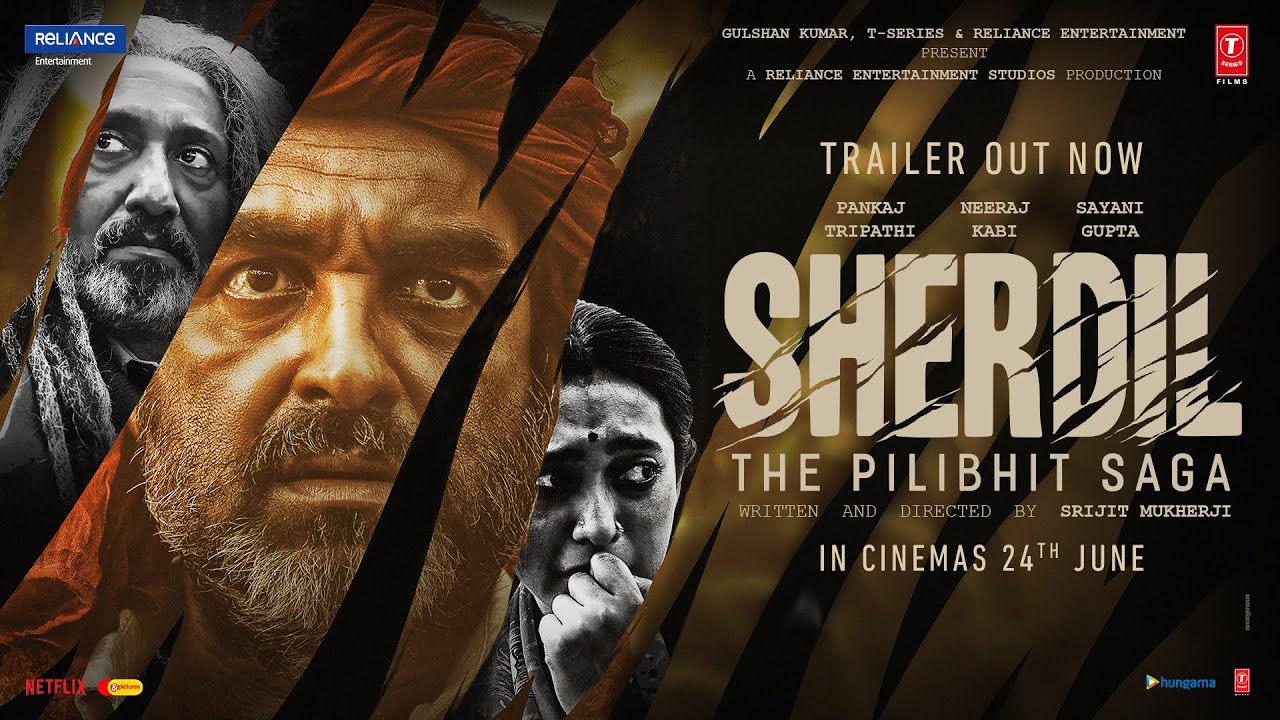 RELIANCE
Entertainment
GULSHAN KUMAR, T-SERIES & RELIANCE ENTERTAINMENT
PRESENT
A RELIANCE ENTERTAINMENT STUDIOS PRODUCTION
T
SERIES
FILMS
TRAILER OUT NOW
PANKAJ TRIPATHI
NEERAJ KABI
SAYANI GUPTA
SHERDIL
THE PILIBHIT SAGA
WRITTEN AND DIRECTED BY SRIJIT MUKHERJI
IN CINEMAS 24TH JUNE
NETFLIX
&pictures
hungama
T
SERIES